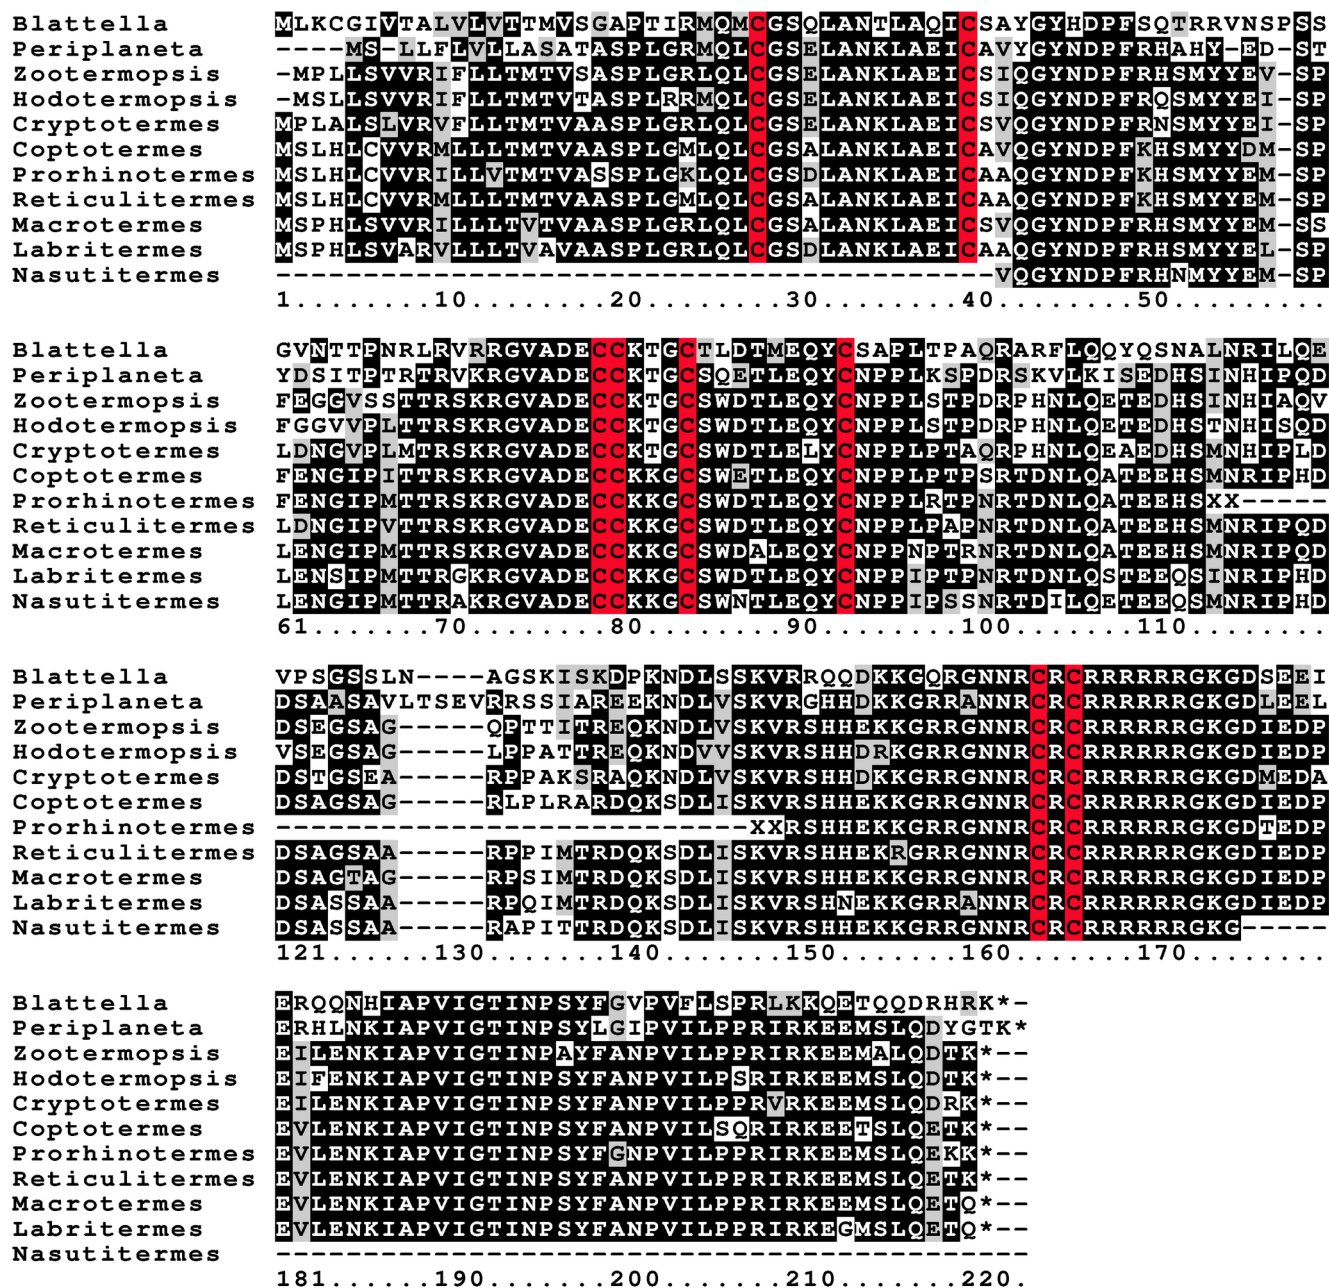 Blattella MLKCGIVTALVLVTTMVSGAPTIRMQMCGSQLANTLAQICSAYGYHDPFSQTRRVNSPSS
Periplaneta ----MS-LLFLVLLASATASPLGRMQLCGSELANKLAEICAVYGYNDPFRHAHY-ED-ST
Zootermopsis -MPLLSVVRIFLLTMTVSASPLGRLQLCGSELANKLAEICSIQGYNDPFRHSMYYEV-SP
Hodotermopsis -MSLLSVVRIFLLTMTVTASPLRRMQLCGSELANKLAEICSIQGYNDPFRQSMYYEI-SP
Cryptotermes MPLALSLVRVFLLTMTVAASPLGRLQLCGSELANKLAEICSVQGYNDPFRNSMYYEI-SP
Coptotermes MSLHLCVVRMLLLTMTVAASPLGMLQLCGSALANKLAEICAVQGYNDPFKHSMYYDM-SP
Prorhinotermes MSLHLCVVRILLVTMTVASSPLGKLQLCGSDLANKLAEICAAQGYNDPFKHSMYYEM-SP
Reticulitermes MSLHLCVVRMLLLTMTVAASPLGMLQLCGSALANKLAEICAAQGYNDPFKHSMYYEM-SP
Macrotermes MSPHLSVVRILLLTVTVAASPLGRLQLCGSALANKLAEICSVQGYNDPFRHSMYYEM-SS
Labritermes MSPHLSVARVLLLTVAVAASPLGRLQLCGSDLANKLAEICAAQGYNDPFRHSMYYEL-SP
Nasutitermes -----------------------------------------VQGYNDPFRHNMYYEM-SP
1........10........20........30........40........50.........
Blattella GVNTTPNRLRVRRGVADECCKTGCTLDTMEQYCSAPLTPAQRARFLQQYQSNALNRILQE
Periplaneta YDSITPTRTRVKRGVADECCKTGCSQETLEQYCNPPLKSPDRSKVLKISEDHSINHIPQD
Zootermopsis FEGGVSSTTRSKRGVADECCKTGCSWDTLEQYCNPPLSTPDRPHNLQETEDHSINHIAQV
Hodotermopsis FGGVVPLTTRSKRGVADECCKTGCSWDTLEQYCNPPLSTPDRPHNLQETEDHSTNHISQD
Cryptotermes LDNGVPLMTRSKRGVADECCKTGCSWDTLELYCNPPLPTAQRPHNLQEAEDHSMNHIPLD
Coptotermes FENGIPITTRSKRGVADECCKKGCSWETLEQYCNPPLPTPSRTDNLQATEEHSMNRIPHD
Prorhinotermes FENGIPMTTRSKRGVADECCKKGCSWDTLEQYCNPPLRTPNRTDNLQATEEHSXX-----
Reticulitermes LDNGIPVTTRSKRGVADECCKKGCSWDTLEQYCNPPLPAPNRTDNLQATEEHSMNRIPQD
Macrotermes LENGIPMTTRSKRGVADECCKKGCSWDALEQYCNPPNPTRNRTDNLQATEEHSMNRIPQD
Labritermes LENSIPMTTRGKRGVADECCKKGCSWDTLEQYCNPPIPTPNRTDNLQSTEEQSINRIPHD
Nasutitermes LENGIPMTTRAKRGVADECCKKGCSWNTLEQYCNPPIPSSNRTDILQETEEQSMNRIPHD
61.......70........80........90........100.......110........
Blattella VPSGSSLN----AGSKISKDPKNDLSSKVRRQQDKKGQRGNNRCRCRRRRRRGKGDSEEI
Periplaneta DSAASAVLTSEVRRSSIAREEKNDLVSKVRGHHDKKGRRANNRCRCRRRRRRGKGDLEEL
Zootermopsis DSEGSAG-----QPTTITREQKNDLVSKVRSHHDKKGRRGNNRCRCRRRRRRGKGDIEDP
Hodotermopsis VSEGSAG-----LPPATTREQKNDVVSKVRSHHDRKGRRGNNRCRCRRRRRRGKGDIEDP
Cryptotermes DSTGSEA-----RPPAKSRAQKNDLVSKVRSHHDKKGRRGNNRCRCRRRRRRGKGDMEDA
Coptotermes DSAGSAG-----RLPLRARDQKSDLISKVRSHHEKKGRRGNNRCRCRRRRRRGKGDIEDP
Prorhinotermes ---------------------------XXRSHHEKKGRRGNNRCRCRRRRRRGKGDTEDP
Reticulitermes DSAGSAA-----RPPIMTRDQKSDLISKVRSHHEKRGRRGNNRCRCRRRRRRGKGDIEDP
Macrotermes DSAGTAG-----RPSIMTRDQKSDLISKVRSHHEKKGRRGNNRCRCRRRRRRGKGDIEDP
Labritermes DSASSAA-----RPQIMTRDQKSDLISKVRSHNEKKGRRANNRCRCRRRRRRGKGDIEDP
Nasutitermes DSASSAA-----RAPITTRDQKSDLISKVRSHHEKKGRRGNNRCRCRRRRRRGKG-----
121......130.......140.......150.......160.......170........
Blattella ERQQNHIAPVIGTINPSYFGVPVFLSPRLKKQETQQDRHRK*-
Periplaneta ERHLNKIAPVIGTINPSYLGIPVILPPRIRKEEMSLQDYGTK*
Zootermopsis EILENKIAPVIGTINPAYFANPVILPPRIRKEEMALQDTK*--
Hodotermopsis EIFENKIAPVIGTINPSYFANPVILPSRIRKEEMSLQDTK*--
Cryptotermes EILENKIAPVIGTINPSYFANPVILPPRVRKEEMSLQDRK*--
Coptotermes EVLENKIAPVIGTINPSYFANPVILSQRIRKEETSLQETK*--
Prorhinotermes EVLENKIAPVIGTINPSYFGNPVILPPRIRKEEMSLQEKK*--
Reticulitermes EVLENKIAPVIGTINPSYFANPVILPPRIRKEEMSLQETK*--
Macrotermes EVLENKIAPVIGTINPSYFANPVILPPRIRKEEMSLQETQ*--
Labritermes EVLENKIAPVIGTINPSYFANPVILPPRIRKEGMSLQETQ*--
Nasutitermes -------------------------------------------
181......190.......200.......210.......220.